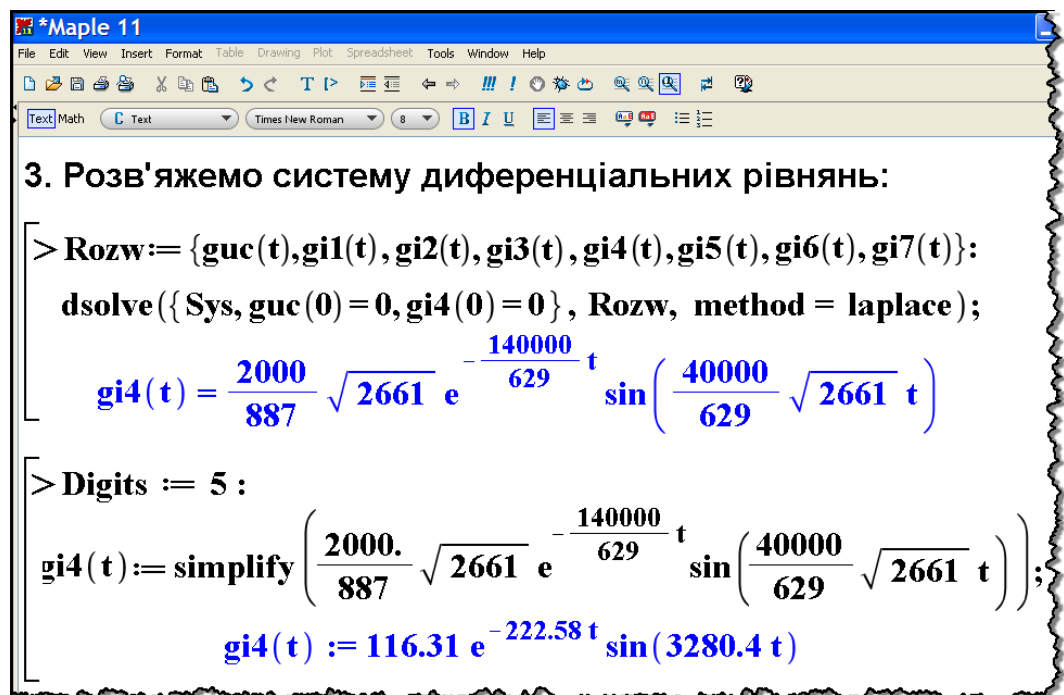 *Maple 11
File Edit View Insert Format Table Drawing Plot Spreadsheet Tools Window Help
Text Math C Text Times New Roman 8 B I U
3. Розв'яжемо систему диференціальних рівнянь:
> Rozw:= {guc(t),gi1(t),gi2(t),gi3(t),gi4(t),gi5(t),gi6(t),gi7(t)}:
dsolve({Sys, guc(0)=0, gi4(0)=0}, Rozw, method = laplace);
gi4(t) = 2000/887 √2661 e^(-140000/629 t) sin(40000/629 √2661 t)
> Digits := 5 :
gi4(t):= simplify(2000./887 √2661 e^(-140000/629 t) sin(40000/629 √2661 t));
gi4(t) := 116.31 e^(-222.58 t) sin(3280.4 t)